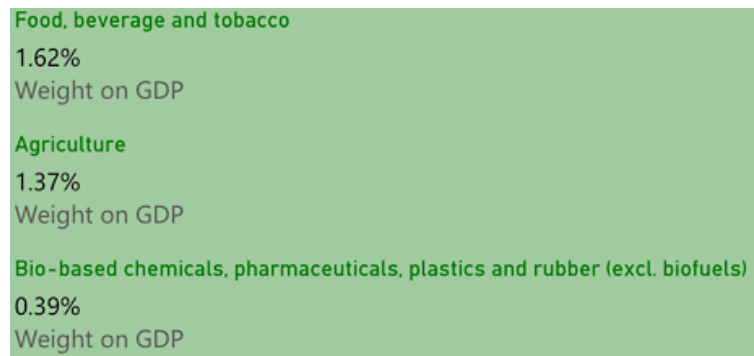 Food, beverage and tobacco
1.62%
Weight on GDP
Agriculture
1.37%
Weight on GDP
Bio-based chemicals, pharmaceuticals, plastics and rubber (excl. biofuels)
0.39%
Weight on GDP